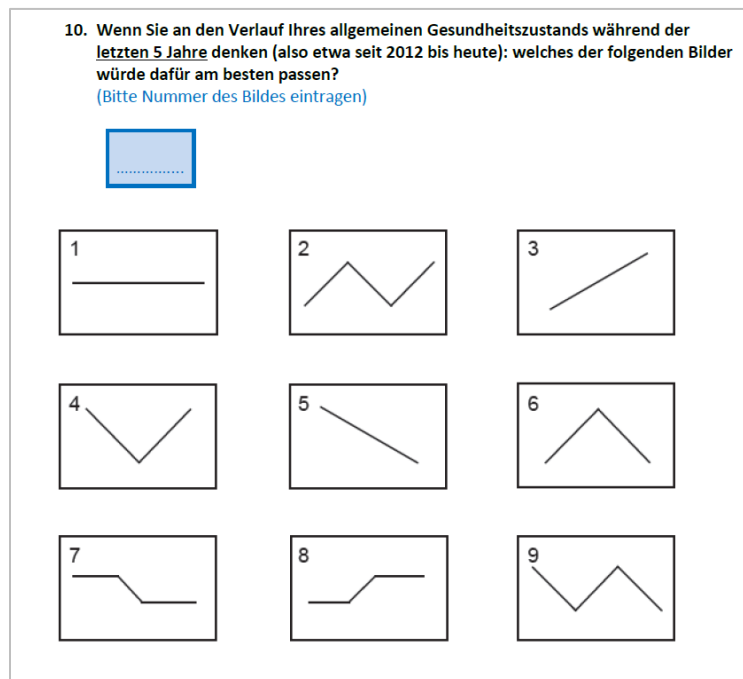 10. Wenn Sie an den Verlauf Ihres allgemeinen Gesundheitszustands während der
letzten 5 Jahre denken (also etwa seit 2012 bis heute): welches der folgenden Bilder
würde dafür am besten passen?
(Bitte Nummer des Bildes eintragen)
................
1 2 3
4 5 6
7 8 9